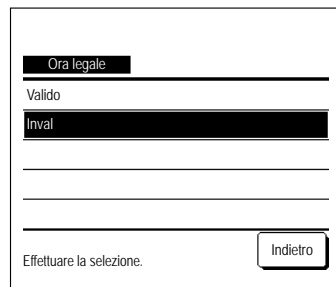 Ora legale
Valido
Inval
Effettuare la selezione.
Indietro